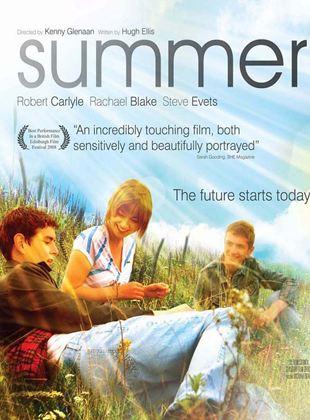 Directed by Kenny Glenaan Written by Hugh Ellis
summer
Robert Carlyle Rachael Blake Steve Evets
Best Performance
in a British Film
Edinburgh Film
Festival 2008
"An incredibly touching film, both
sensitively and beautifully portrayed"
Sarah Gooding, BHE Magazine
The future starts today